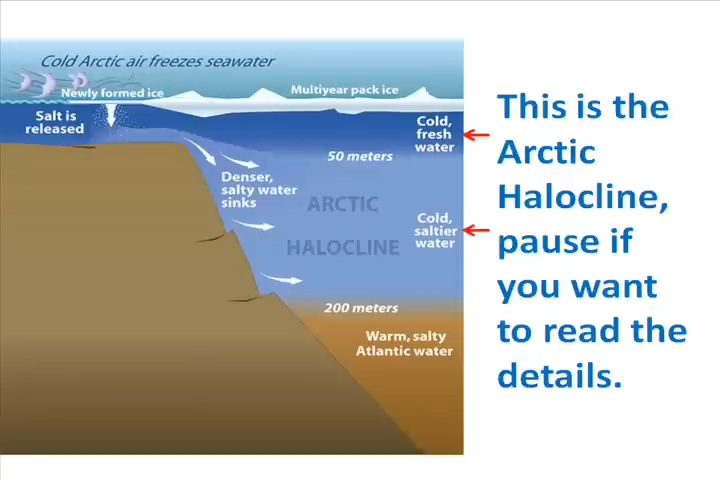 Cold Arctic air freezes seawater
Newly formed ice
Multiyear pack ice
Salt is
released
Cold,
fresh
water
50 meters
Denser,
salty water
sinks
ARCTIC
HALOCLINE
Cold,
saltier
water
200 meters
Warm, salty
Atlantic water
This is the
Arctic
Halocline,
pause if
you want
to read the
details.